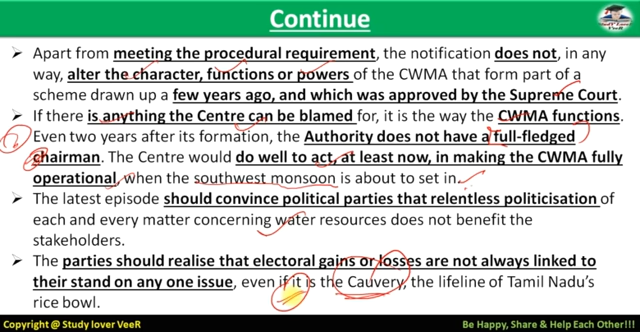 Continue
➢ Apart from meeting the procedural requirement, the notification does not, in any
way, alter the character, functions or powers of the CWMA that form part of a
scheme drawn up a few years ago, and which was approved by the Supreme Court.
➢ If there is anything the Centre can be blamed for, it is the way the CWMA functions.
Even two years after its formation, the Authority does not have a full-fledged
chairman. The Centre would do well to act, at least now, in making the CWMA fully
operational, when the southwest monsoon is about to set in.
➢ The latest episode should convince political parties that relentless politicisation of
each and every matter concerning water resources does not benefit the
stakeholders.
➢ The parties should realise that electoral gains or losses are not always linked to
their stand on any one issue, even if it is the Cauvery, the lifeline of Tamil Nadu's
rice bowl.
Copyright @ Study lover VeeR
Be Happy, Share & Help Each Other!!!